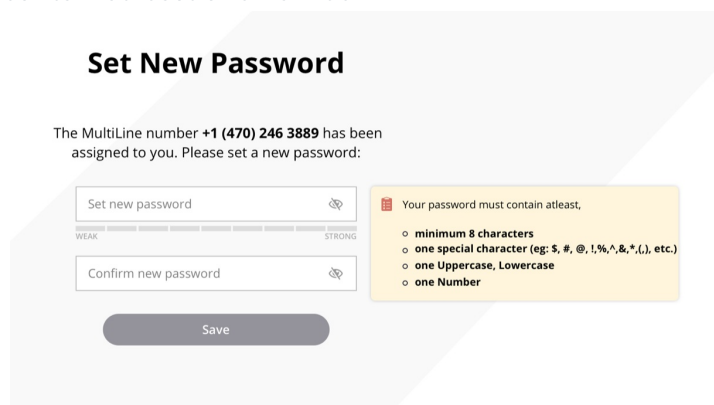 Set New Password
The MultiLine number +1 (470) 246 3889 has been
assigned to you. Please set a new password:
Set new password
WEAK
STRONG
Confirm new password
Save
Your password must contain atleast,
minimum 8 characters
one special character (eg: $, #, @, !,%,^,&,*,(,), etc.)
one Uppercase, Lowercase
one Number